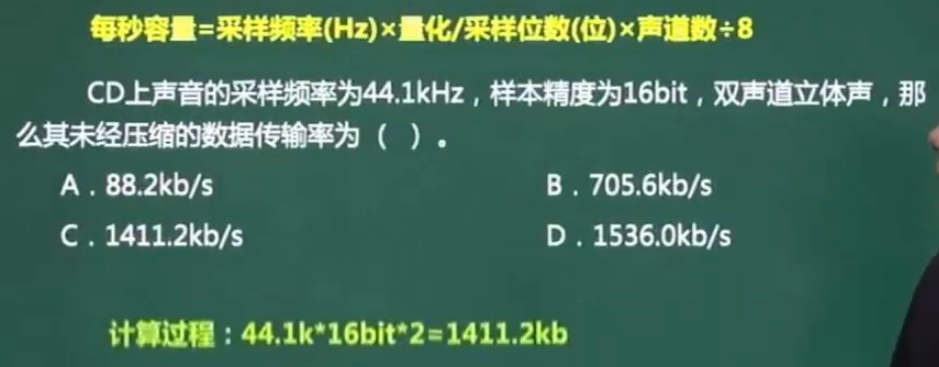 每秒容量=采样频率(Hz)×量化/采样位数(位)×声道数÷8
CD上声音的采样频率为44.1kHz，样本精度为16bit，双声道立体声，那
么其未经压缩的数据传输率为（ ）。
A．88.2kb/s
B．705.6kb/s
C．1411.2kb/s
D．1536.0kb/s
计算过程：44.1k*16bit*2=1411.2kb